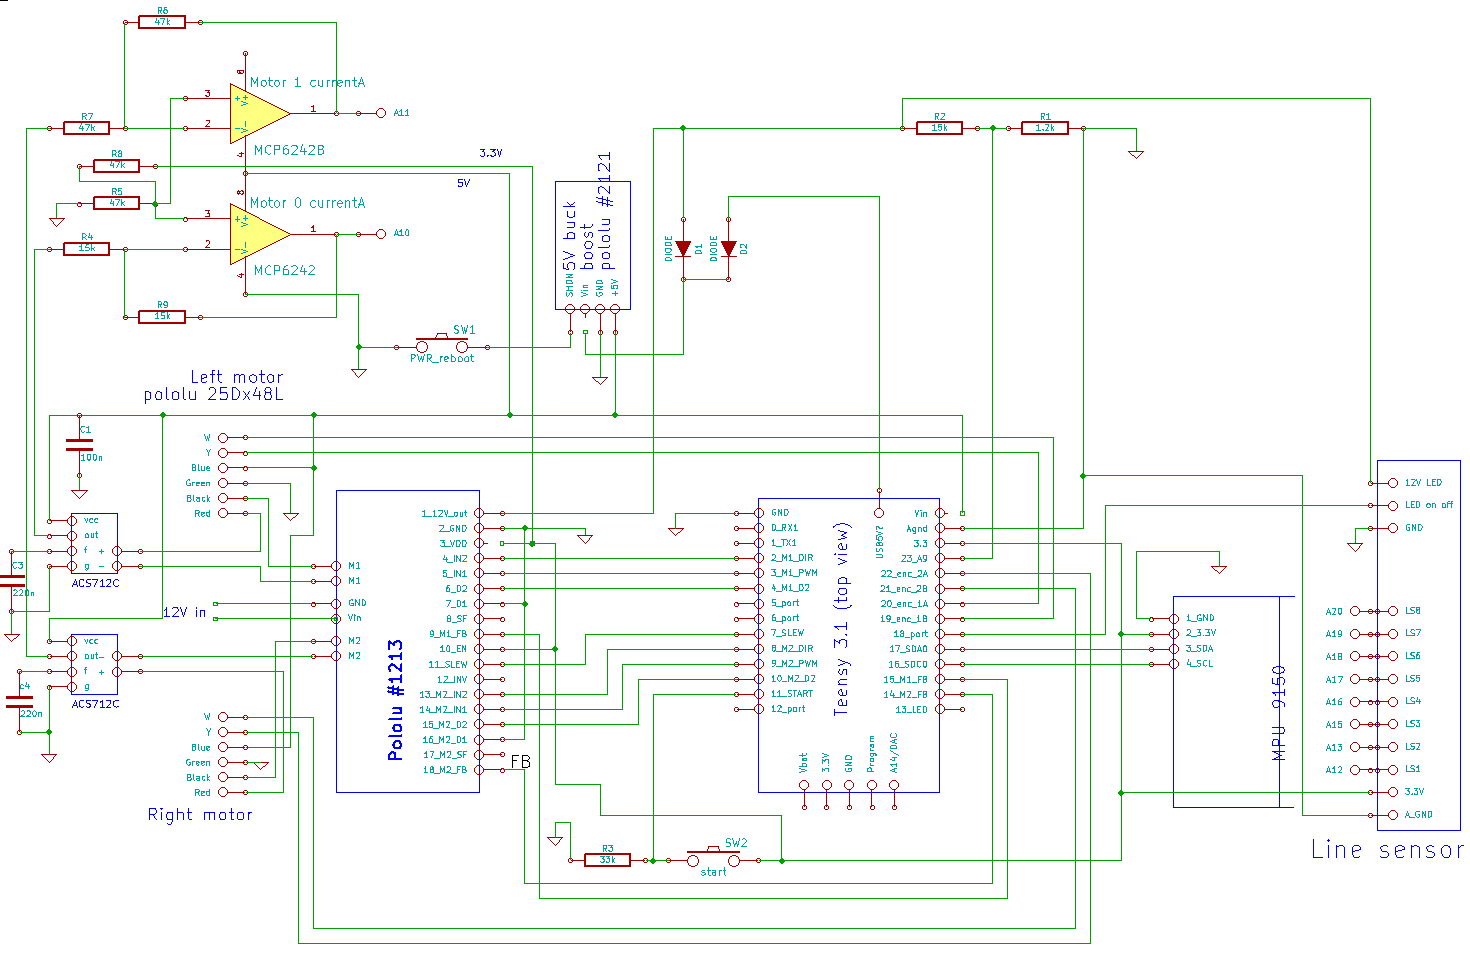 R6
47k
Motor 1 currentA
8
V+
V-
3
2
1
4
A11
MCP6242B
R7
47k
R8
47k
R5
47k
3.3V
5V
8
Motor 0 currentA
V+
V-
3
2
1
4
A10
MCP6242
R4
15k
R9
15k
5V buck
boost
pololu #2121
SHDN
Vin
GND
+5V
SW1
PWR_reboot
DIODE
D1
DIODE
D2
R2
15k
R1
1.2k
Left motor
pololu 25Dx48L
C1
100n
W
Y
Blue
Green
Black
Red
vcc
out
f +
g -
ACS712C
C3
220n
12V in
vcc
out-
f +
g
ACS712C
c4
220n
W
Y
Blue
Green
Black
Red
Right motor
M1
M1
GND
Vin
M2
M2
Pololu #1213
1_12V_out
2_GND
3_VDD
4_IN2
5_IN1
6_D2
7_D1
8_SF
9_M1_FB
10_EN
11_SLEW
12_INV
13_M2_IN2
14_M2_IN1
15_M2_D2
16_M2_D1
17_M2_SF
18_M2_FB
FB
GND
0_RX1
1_TX1
2_M1_DIR
3_M1_PWM
4_M1_D2
5_port
6_port
7_SLEW
8_M2_DIR
9_M2_PWM
10_M2_D2
11_START
12_port
Teensy 3.1 (top view)
USB5V?
Vin
Agnd
3.3
23_A9
22_enc_2A
21_enc_2B
20_enc_1A
19_enc_1B
18_port
17_SDA0
16_SDC0
15_M1_FB
14_M2_FB
13_LED
Vbat
3.3V
GND
Program
A14/DAC
R3
33k
SW2
start
1_GND
2_3.3V
3_SDA
4_SCL
MPU 9150
12V LED
LED on off
GND
A20 LS8
A19 LS7
A18 LS6
A17 LS5
A16 LS4
A15 LS3
A13 LS2
A12 LS1
3.3V
A_GND
Line sensor